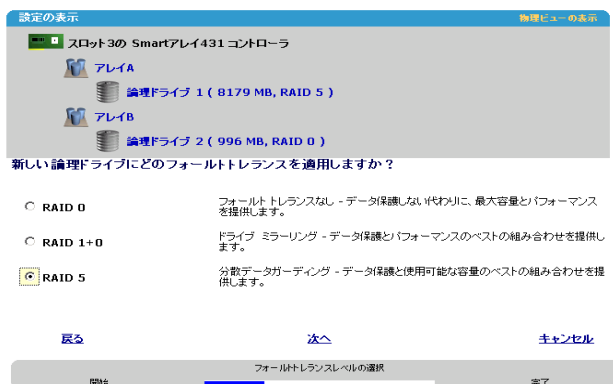 設定の表示
物理ビューの表示
スロット3の Smartアレイ431 コントローラ
アレイA
論理ドライブ 1 ( 8179 MB, RAID 5 )
アレイB
論理ドライブ 2 ( 996 MB, RAID 0 )
新しい論理ドライブにどのフォールトトレランスを適用しますか?
RAID 0
フォールト トレランスなし - データ保護しない代わりに、最大容量とパフォーマンス
を提供します。
RAID 1+0
ドライブ ミラーリング - データ保護とパフォーマンスのベストの組み合わせを提供し
ます。
RAID 5
分散データガーディング - データ保護と使用可能な容量のベストの組み合わせを提
供します。
戻る
次へ
キャンセル
フォールトトレランスレベルの選択
開始
完了